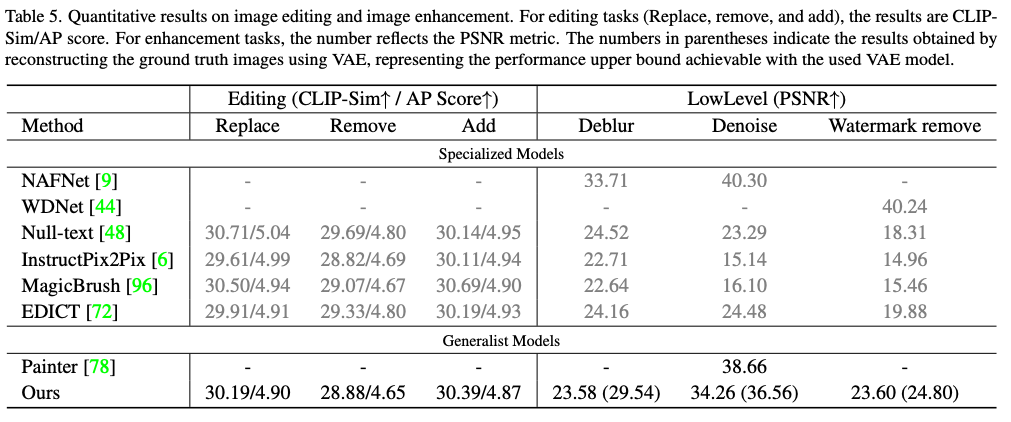 Table 5. Quantitative results on image editing and image enhancement. For editing tasks (Replace, remove, and add), the results are CLIP-
Sim/AP score. For enhancement tasks, the number reflects the PSNR metric. The numbers in parentheses indicate the results obtained by
reconstructing the ground truth images using VAE, representing the performance upper bound achievable with the used VAE model.
Editing (CLIP-Sim↑ / AP Score↑) LowLevel (PSNR↑)
Method Replace Remove Add Deblur Denoise Watermark remove
Specialized Models
NAFNet [9] - - - 33.71 40.30 -
WDNet [44] - - - - - 40.24
Null-text [48] 30.71/5.04 29.69/4.80 30.14/4.95 24.52 23.29 18.31
InstructPix2Pix [6] 29.61/4.99 28.82/4.69 30.11/4.94 22.71 15.14 14.96
MagicBrush [96] 30.50/4.94 29.07/4.67 30.69/4.90 22.64 16.10 15.46
EDICT [72] 29.91/4.91 29.33/4.80 30.19/4.93 24.16 24.48 19.88
Generalist Models
Painter [78] - - - - 38.66 -
Ours 30.19/4.90 28.88/4.65 30.39/4.87 23.58 (29.54) 34.26 (36.56) 23.60 (24.80)